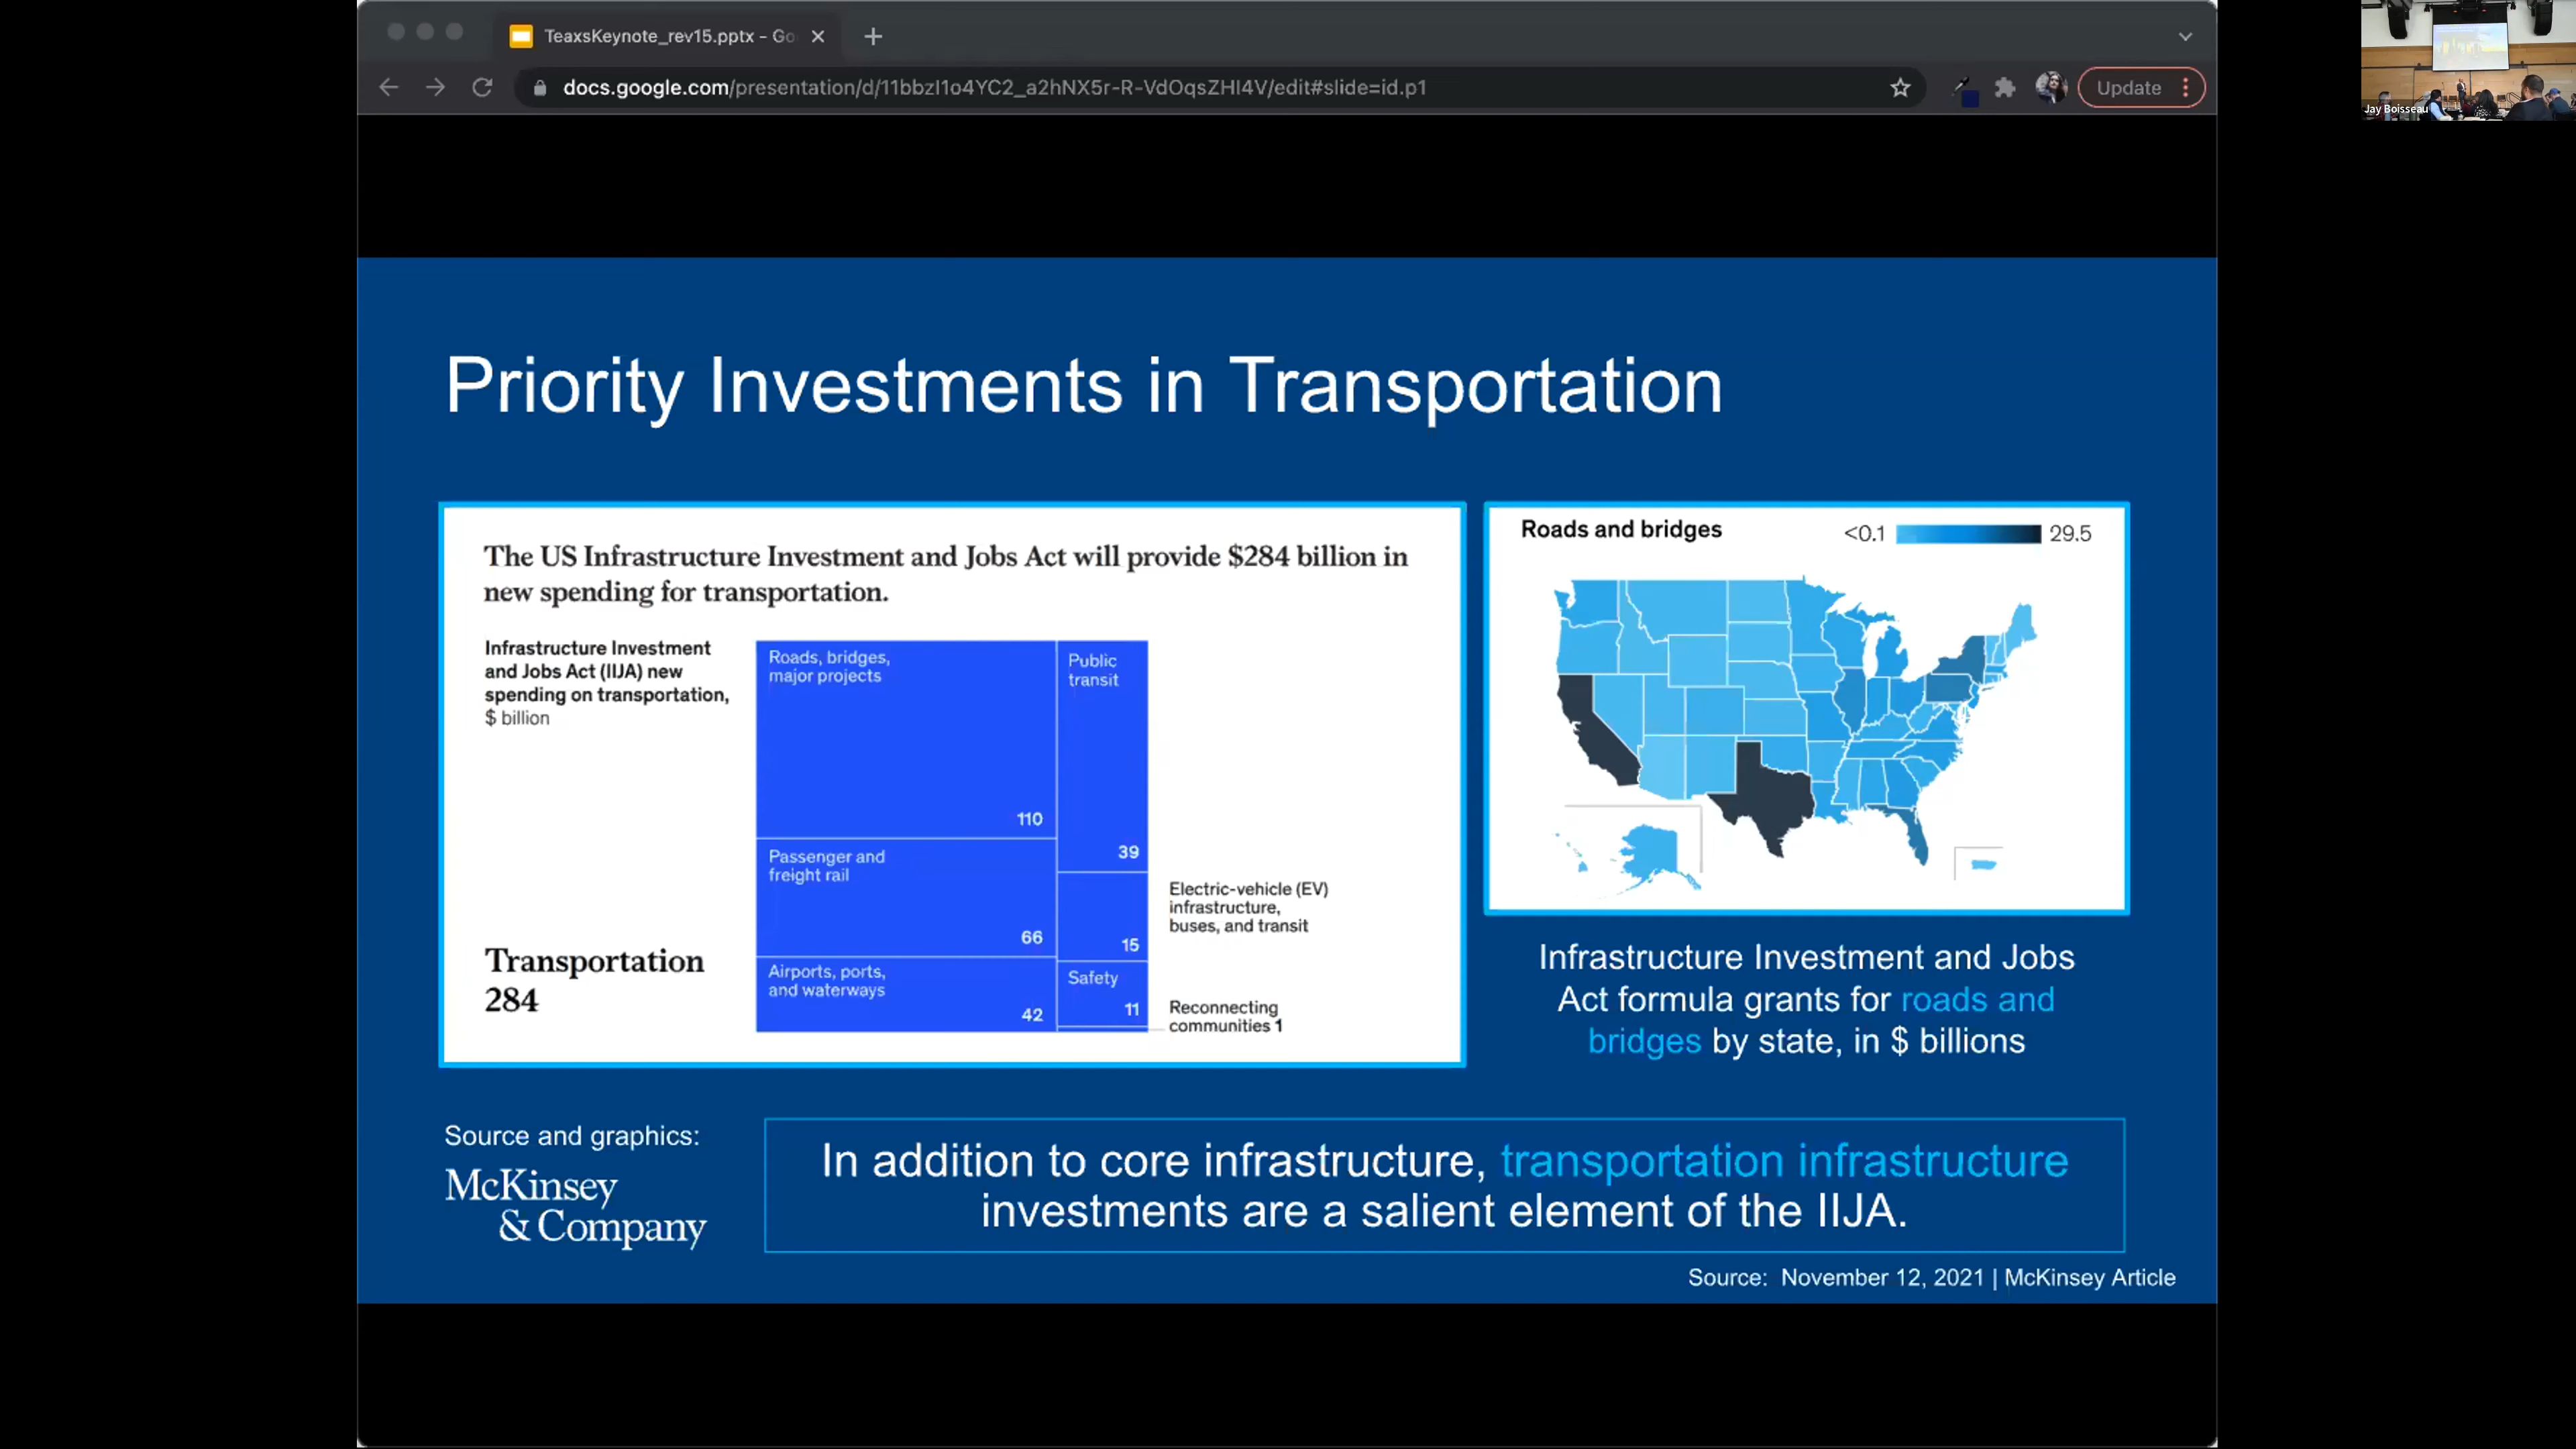 TeaxsKeynote_rev15.pptx - Go
docs.google.com/presentation/d/11bbzI1o4YC2_a2hNX5r-R-VdOqsZHI4V/edit#slide=id.p1
Update
Jay Boisseau
Priority Investments in Transportation
The US Infrastructure Investment and Jobs Act will provide $284 billion in
new spending for transportation.
Infrastructure Investment
and Jobs Act (IIJA) new
spending on transportation,
$ billion
Transportation
284
Roads, bridges,
major projects
110
Public
transit
39
Passenger and
freight rail
66
Electric-vehicle (EV)
infrastructure,
buses, and transit
15
Airports, ports,
and waterways
42
Safety
11
Reconnecting
communities 1
Roads and bridges
<0.1
29.5
Infrastructure Investment and Jobs
Act formula grants for roads and
bridges by state, in $ billions
Source and graphics:
McKinsey
& Company
In addition to core infrastructure, transportation infrastructure
investments are a salient element of the IIJA.
Source: November 12, 2021 | McKinsey Article